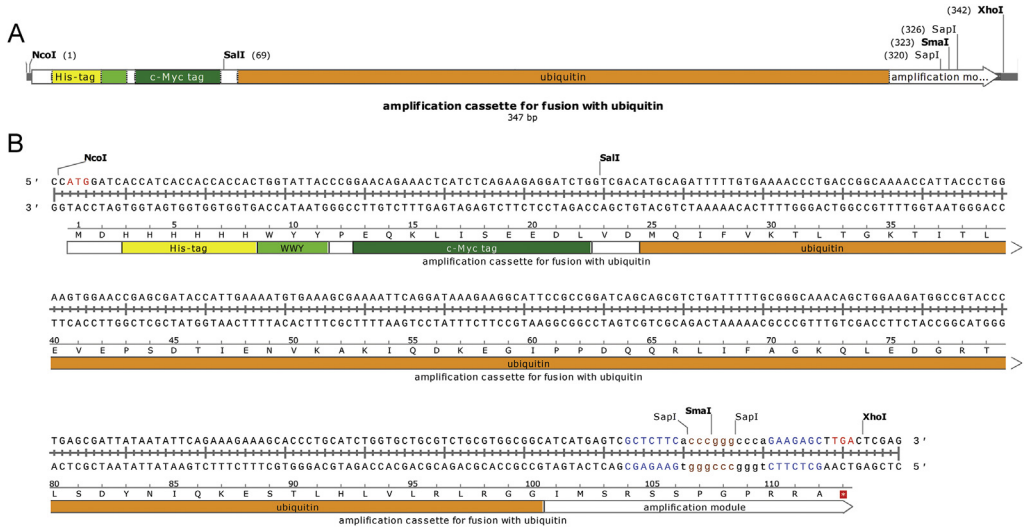 A
NcoI (1)
SalI (69)
(320) SapI
(323) SmaI
(326) SapI
(342) XhoI
His-tag
c-Myc tag
ubiquitin
amplification mo...
amplification cassette for fusion with ubiquitin
347 bp
B
NcoI
SalI
5' CCATGGATCACCATCACCACCACCACTGGTATTACCCGGAACAGAAACTCATCTCAGAAGAGGATCTGGTCGACATGCAGATTTTTGTGAAAACCCTGACCGGCAAAACCATTACCCTGG
3' GGTACCTAGTGGTAGTGGTGGTGGTGACCATAATGGGCCTTGTCTTTGAGTAGAGTCTTCTCCTAGACCAGCTGTACGTCTAAAAACACTTTTGGGACTGGCCGTTTTGGTAATGGGACC
1 5 10 15 20 25 30 35
M D H H H H H H W Y Y P E Q K L I S E E D L V D M Q I F V K T L T G K T I T L
His-tag WWY c-Myc tag ubiquitin
amplification cassette for fusion with ubiquitin
AAGTGGAACCGAGCGATACCATTGAAAATGTGAAAGCGAAAATTCAGGATAAAGAAGGCATTCCGCCGGATCAGCAGCGTCTGATTTTTGCGGGCAAACAGCTGGAAGATGGCCGTACCC
TTCACCTTGGCTCGCTATGGTAACTTTTACACTTTCGCTTTTAAGTCCTATTTCTTCCGTAAGGCGGCCTAGTCGTCGCAGACTAAAAACGCCCGTTTGTCGACCTTCTACCGGCATGGG
40 45 50 55 60 65 70 75
E V E P S D T I E N V K A K I Q D K E G I P P D Q Q R L I F A G K Q L E D G R T
ubiquitin
amplification cassette for fusion with ubiquitin
SapI
SmaI
SapI
XhoI
TGAGCGATTATAATATTCAGAAAGAAAGCACCCTGCATCTGGTGCTGCGTCTGCGTGGCGGCATCATGAGTCGCTCTTCacccgggcccaGAAGAGCTTGACTCGAG 3'
ACTCGCTAATATTATAAGTCTTTCTTTCGTGGGACGTAGACCACGACGCAGACGCACCGCCGTAGTACTCAGCGAGAAGtgggcccgggtCTTCTCGAACTGAGCTC 5'
80 85 90 95 100 105 110
L S D Y N I Q K E S T L H L V L R L R G G I M S R S S P G P R R A *
ubiquitin amplification module
amplification cassette for fusion with ubiquitin